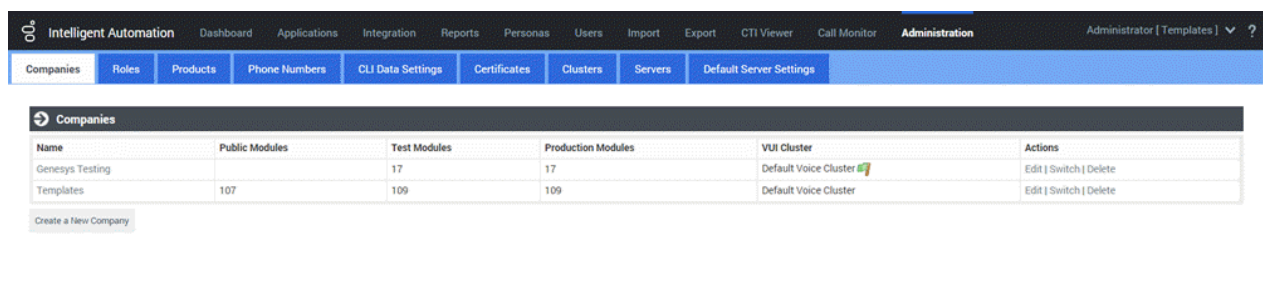 Intelligent Automation Dashboard Applications Integration Reports Personas Users Import Export CTI Viewer Call Monitor Administration Administrator [ Templates ] ?
Companies Roles Products Phone Numbers CLI Data Settings Certificates Clusters Servers Default Server Settings
Companies
Name Public Modules Test Modules Production Modules VUI Cluster Actions
Genesys Testing 17 17 Default Voice Cluster Edit | Switch | Delete
Templates 107 109 109 Default Voice Cluster Edit | Switch | Delete
Create a New Company